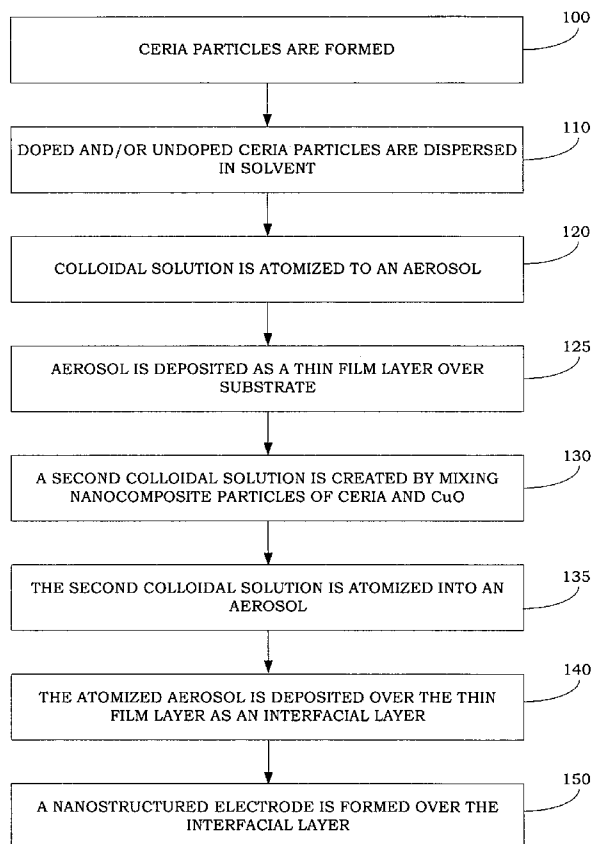 100
CERIA PARTICLES ARE FORMED
110
DOPED AND/OR UNDOPED CERIA PARTICLES ARE DISPERSED
IN SOLVENT
120
COLLOIDAL SOLUTION IS ATOMIZED TO AN AEROSOL
125
AEROSOL IS DEPOSITED AS A THIN FILM LAYER OVER
SUBSTRATE
130
A SECOND COLLOIDAL SOLUTION IS CREATED BY MIXING
NANOCOMPOSITE PARTICLES OF CERIA AND CuO
135
THE SECOND COLLOIDAL SOLUTION IS ATOMIZED INTO AN
AEROSOL
140
THE ATOMIZED AEROSOL IS DEPOSITED OVER THE THIN
FILM LAYER AS AN INTERFACIAL LAYER
150
A NANOSTRUCTURED ELECTRODE IS FORMED OVER THE
INTERFACIAL LAYER